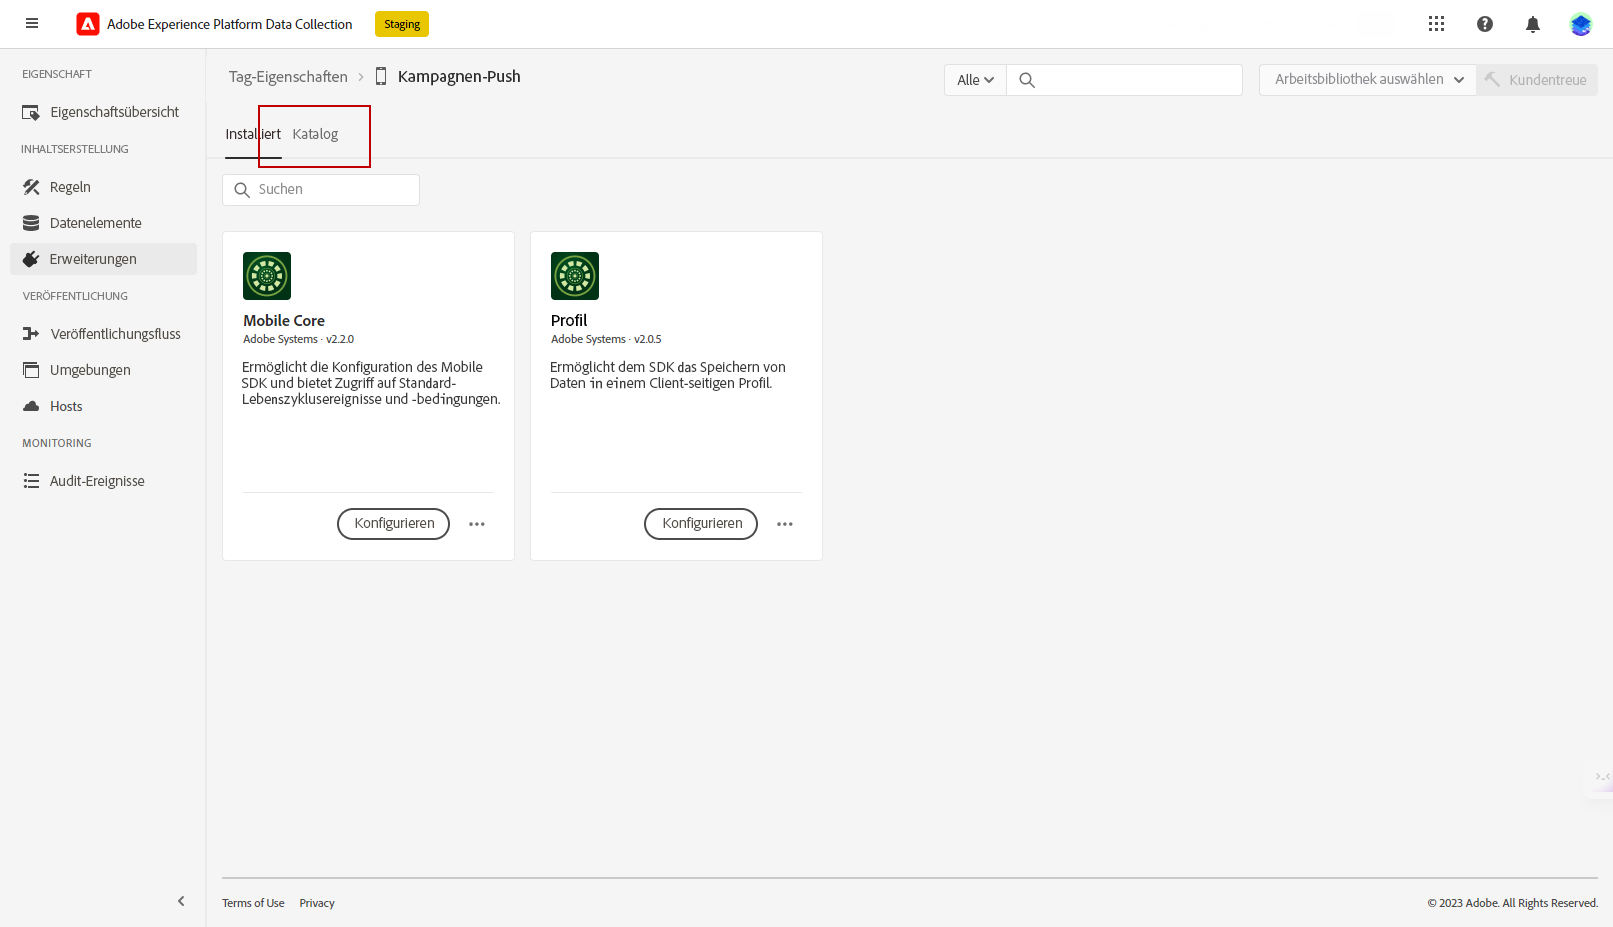 Adobe Experience Platform Data Collection
Staging
EIGENSCHAFT
Eigenschaftsübersicht
INHALTSERSTELLUNG
Regeln
Datenelemente
Erweiterungen
VERÖFFENTLICHUNG
Veröffentlichungsfluss
Umgebungen
Hosts
MONITORING
Audit-Ereignisse
Tag-Eigenschaften
Kampagnen-Push
Alle
Arbeitsbibliothek auswählen
Kundentreue
Installiert
Katalog
Suchen
Mobile Core
Adobe Systems · v2.2.0
Ermöglicht die Konfiguration des Mobile
SDK und bietet Zugriff auf Standard-
Lebenszyklusereignisse und -bedingungen.
Konfigurieren
Profil
Adobe Systems · v2.0.5
Ermöglicht dem SDK das Speichern von
Daten in einem Client-seitigen Profil.
Konfigurieren
Terms of Use
Privacy
© 2023 Adobe. All Rights Reserved.